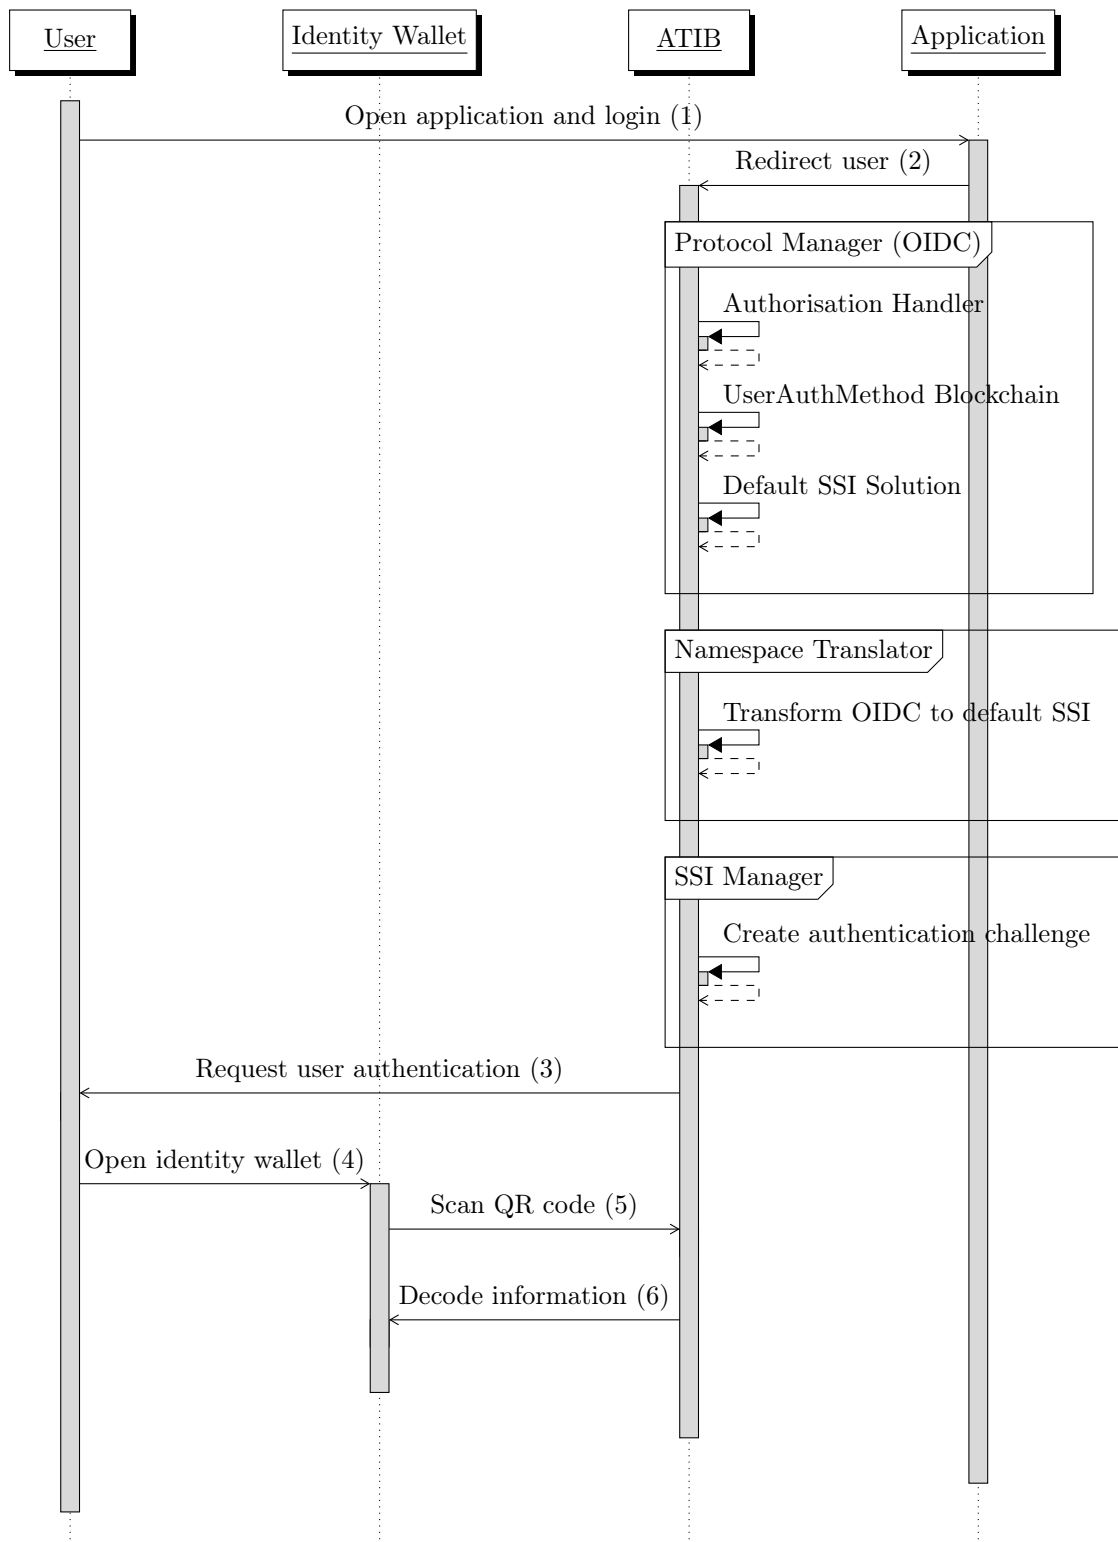 User
Identity Wallet
ATIB
Application
Open application and login (1)
Redirect user (2)
Protocol Manager (OIDC)
Authorisation Handler
UserAuthMethod Blockchain
Default SSI Solution
Namespace Translator
Transform OIDC to default SSI
SSI Manager
Create authentication challenge
Request user authentication (3)
Open identity wallet (4)
Scan QR code (5)
Decode information (6)